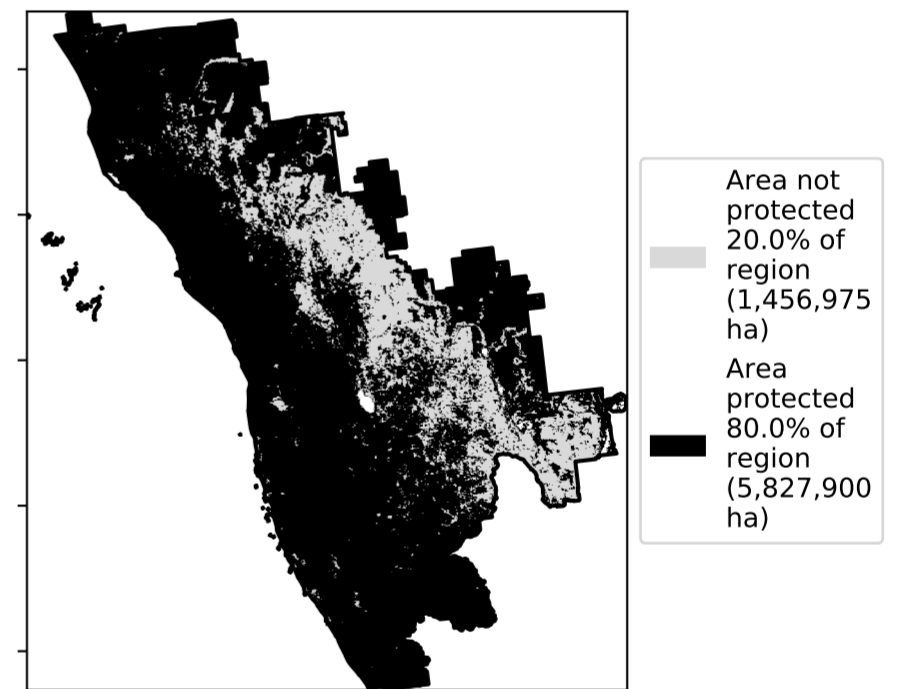 Area not
protected
20.0% of
region
(1,456,975
ha)
Area
protected
80.0% of
region
(5,827,900
ha)